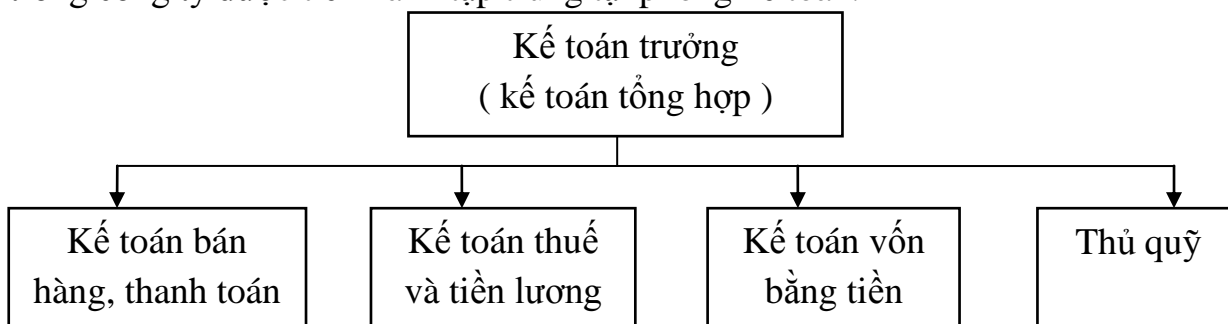 Kế toán trưởng
( kế toán tổng hợp )
Kế toán bán
hàng, thanh toán
Kế toán thuế
và tiền lương
Kế toán vốn
bằng tiền
Thủ quỹ